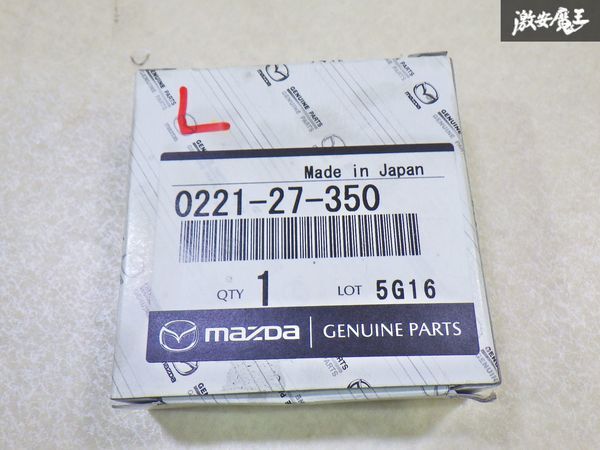 激安魔王
L
Made in Japan
0221-27-350
QTY 1 LOT 5G16
mazda GENUINE PARTS